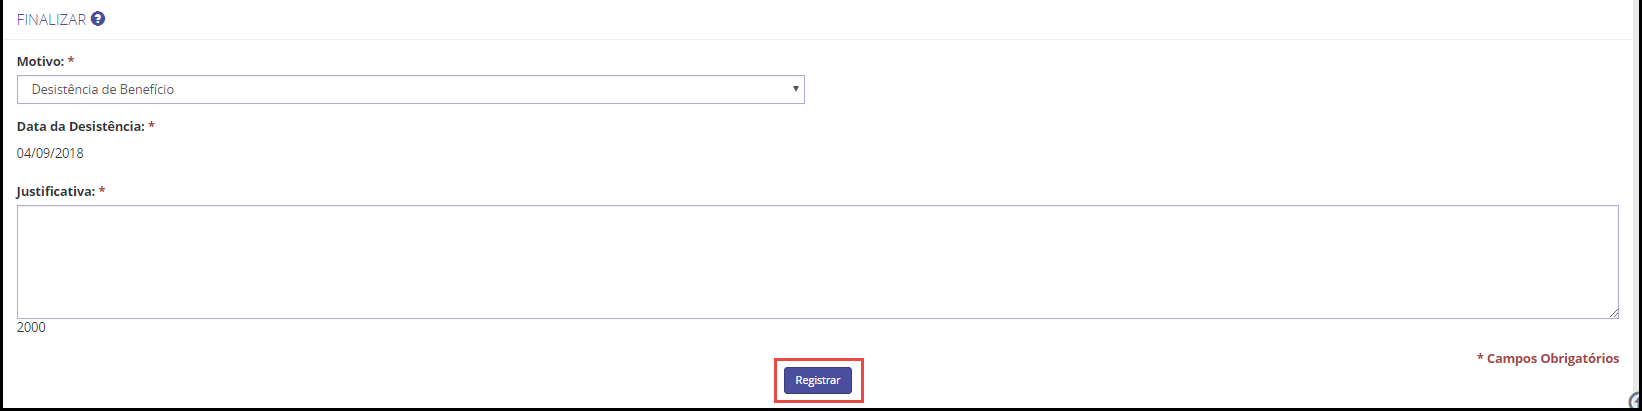 FINALIZAR
Motivo: *
Desistência de Benefício
Data da Desistência: *
04/09/2018
Justificativa: *
2000
* Campos Obrigatórios
Registrar